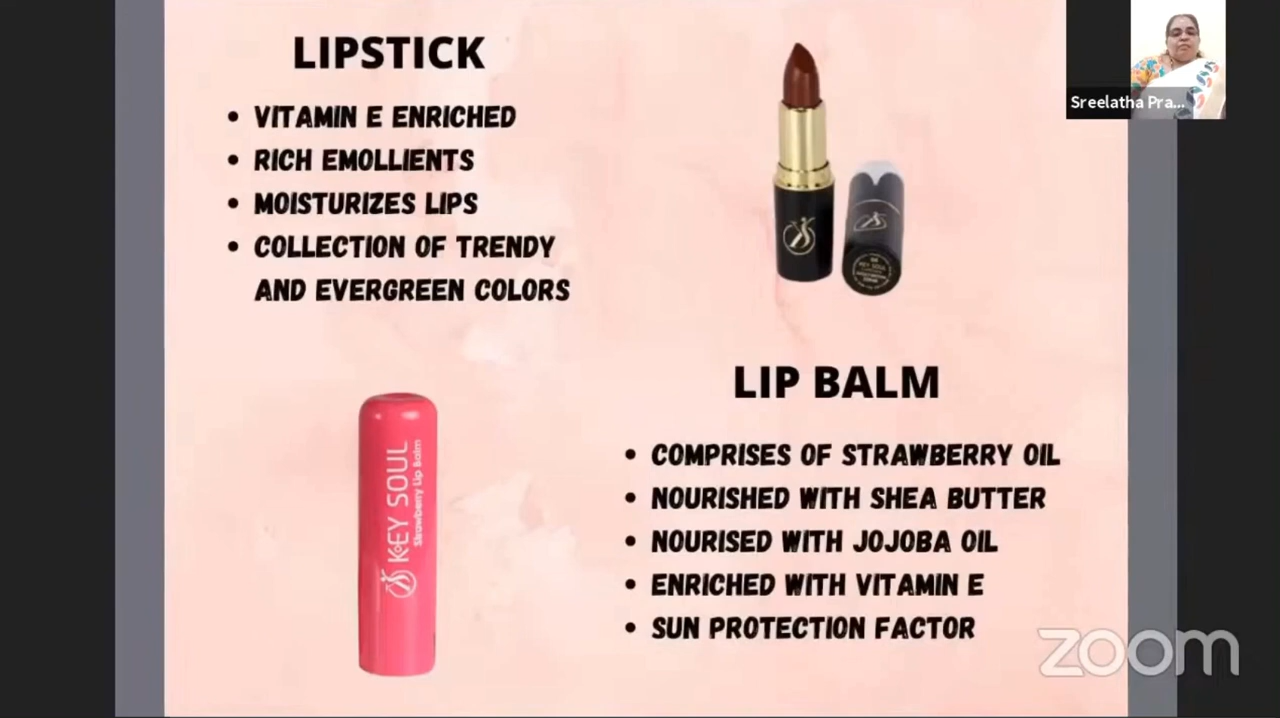 LIPSTICK
• VITAMIN E ENRICHED
• RICH EMOLLIENTS
• MOISTURIZES LIPS
• COLLECTION OF TRENDY
AND EVERGREEN COLORS
Sreelatha Pra...
KEY SOUL
LIP BALM
• COMPRISES OF STRAWBERRY OIL
• NOURISHED WITH SHEA BUTTER
• NOURISED WITH JOJOBA OIL
• ENRICHED WITH VITAMIN E
• SUN PROTECTION FACTOR
KEY SOUL
Strawberry Lip Balm
zoom